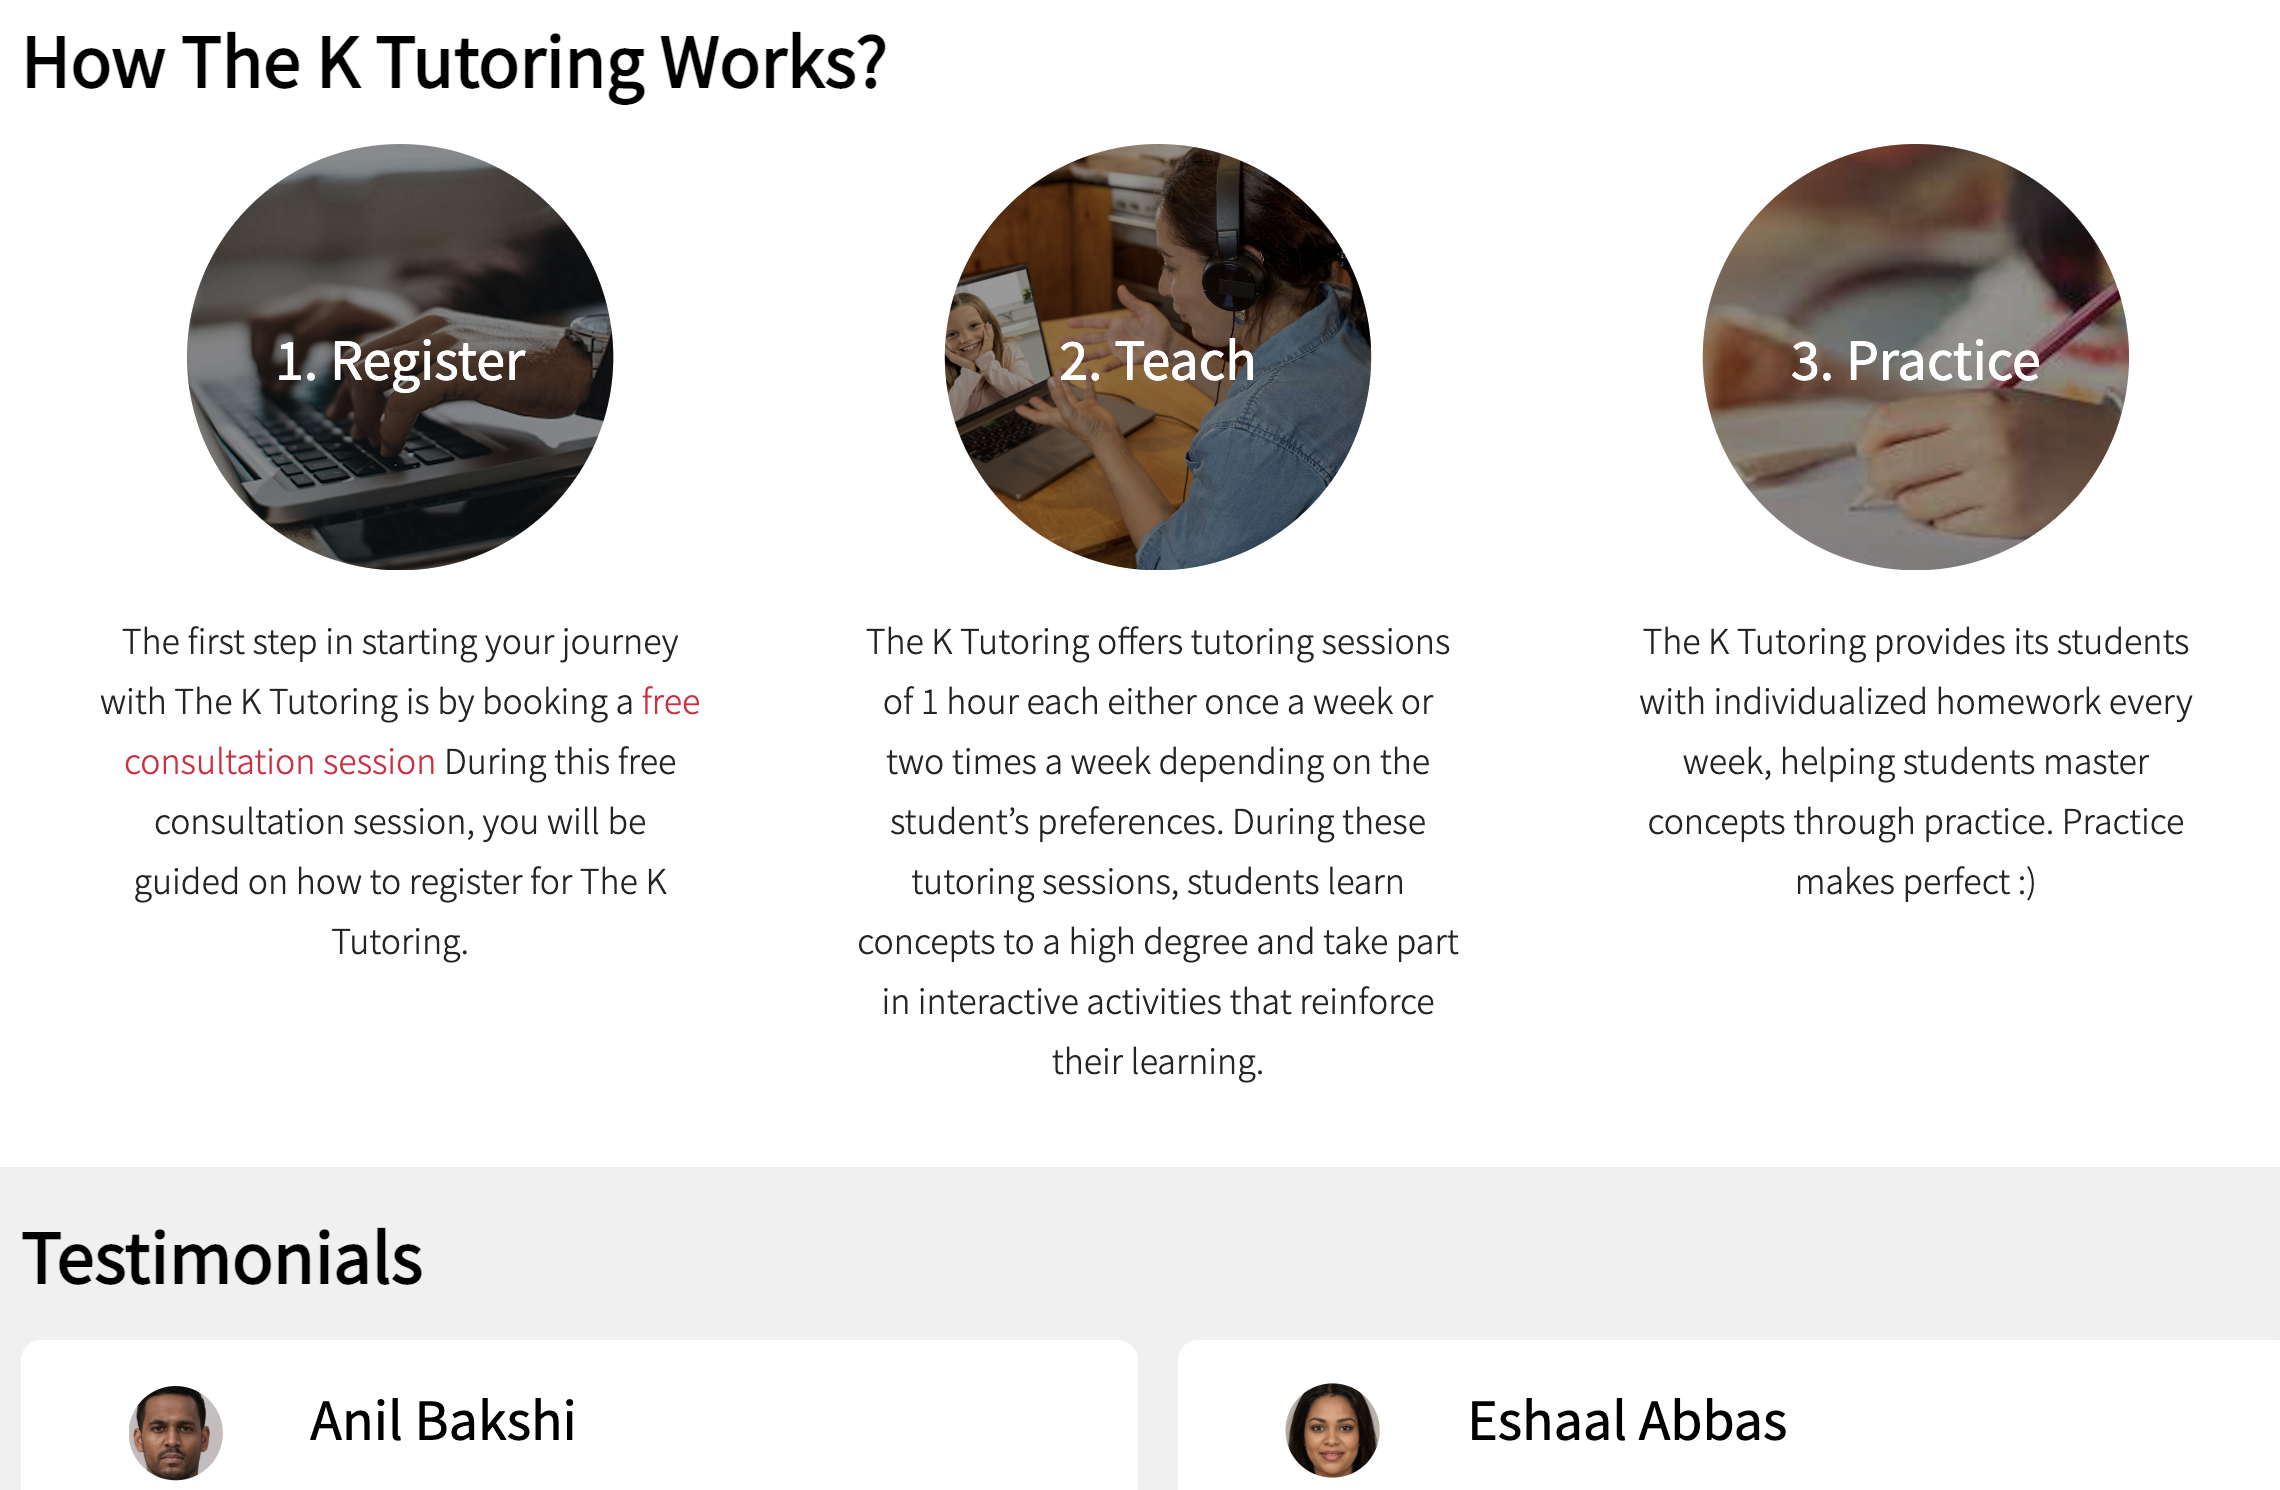 How The K Tutoring Works?
1. Register
The first step in starting your journey
with The K Tutoring is by booking a free
consultation session During this free
consultation session, you will be
guided on how to register for The K
Tutoring.
2. Teach
The K Tutoring offers tutoring sessions
of 1 hour each either once a week or
two times a week depending on the
student’s preferences. During these
tutoring sessions, students learn
concepts to a high degree and take part
in interactive activities that reinforce
their learning.
3. Practice
The K Tutoring provides its students
with individualized homework every
week, helping students master
concepts through practice. Practice
makes perfect :)
Testimonials
Anil Bakshi
Eshaal Abbas